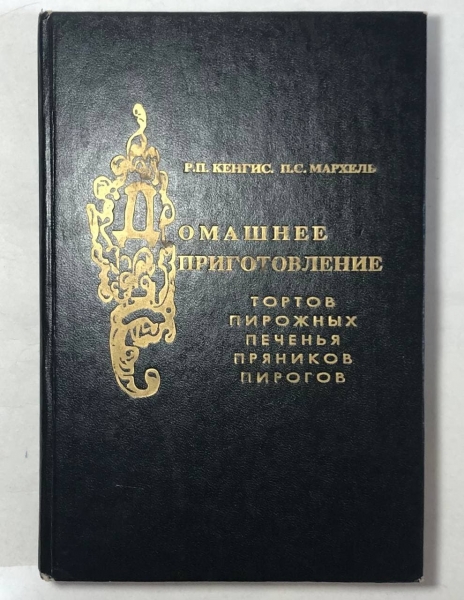 Р.П. КЕНГИС. П.С. МАРХЕЛЬ
ДОМАШНЕЕ
ПРИГОТОВЛЕНИЕ
ТОРТОВ
ПИРОЖНЫХ
ПЕЧЕНЬЯ
ПРЯНИКОВ
ПИРОГОВ